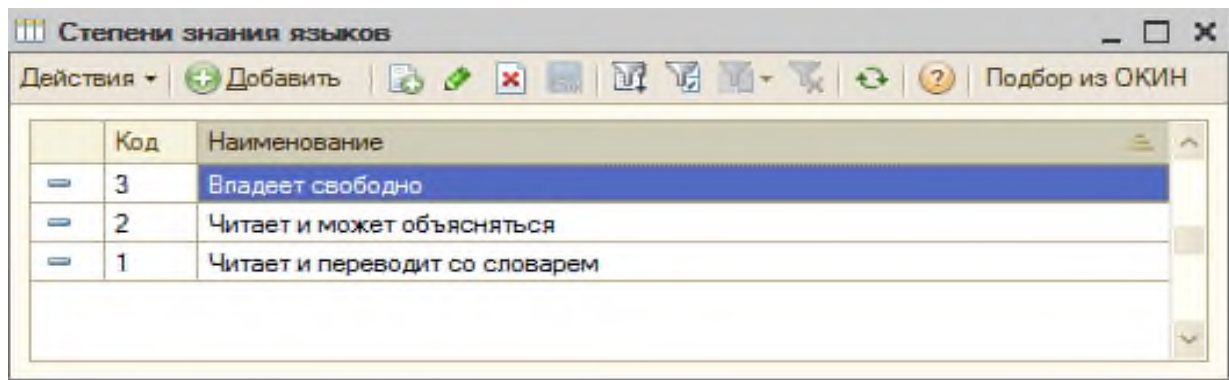 Степени знания языков
Действия Добавить ? Подбор из ОКИН
Код Наименование
3 Владеет свободно
2 Читает и может объясняться
1 Читает и переводит со словарем